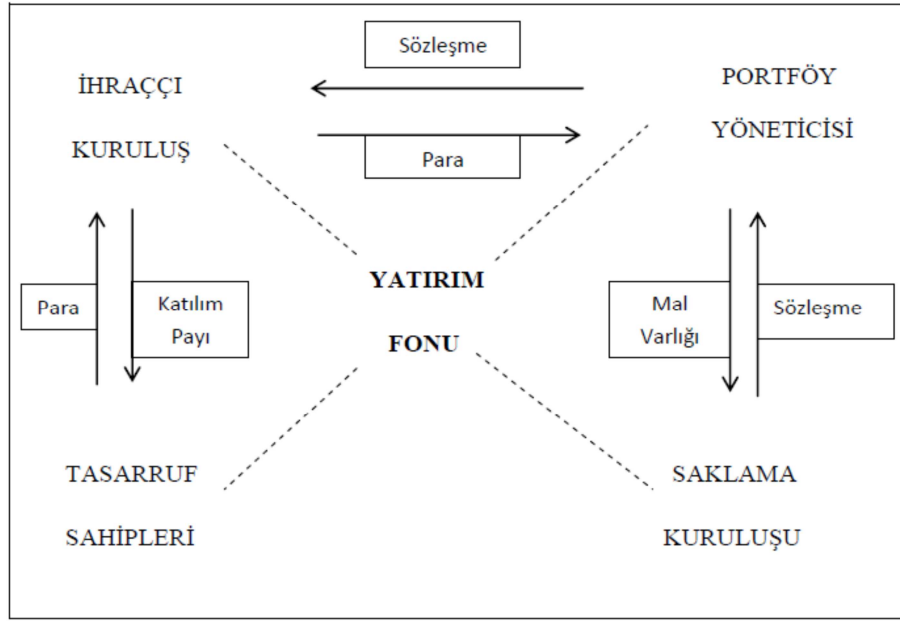 Sözleşme
İHRAÇÇI
KURULUŞ
PORTFÖY
YÖNETİCİSİ
Para
YATIRIM
FONU
Para
Katılım
Payı
Mal
Varlığı
Sözleşme
TASARRUF
SAHİPLERİ
SAKLAMA
KURULUŞU